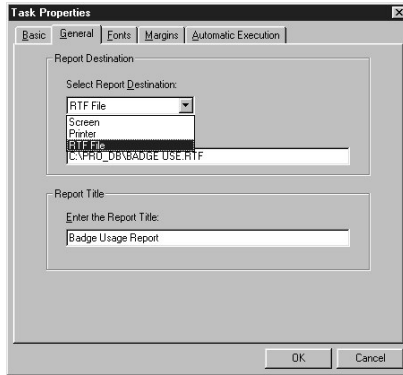 Task Properties
Basic General Fonts Margins Automatic Execution
Report Destination
Select Report Destination:
RTF File
Screen
Printer
RTF File
C:\PRO_DB\BADGE USE.RTF
Report Title
Enter the Report Title:
Badge Usage Report
OK Cancel